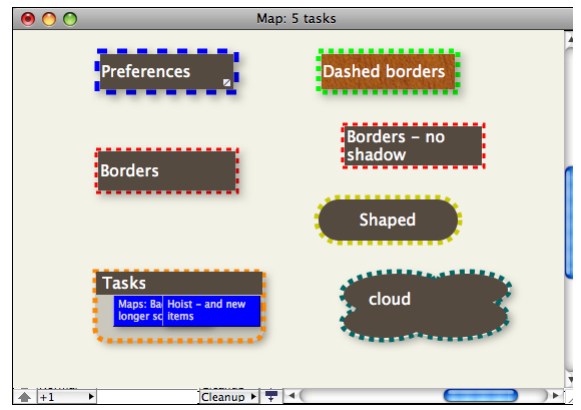 Map: 5 tasks
Preferences
Dashed borders
Borders
Borders – no
shadow
Shaped
Tasks
Maps: Ba
longer sc
Hoist – and new
items
cloud
+1
Cleanup